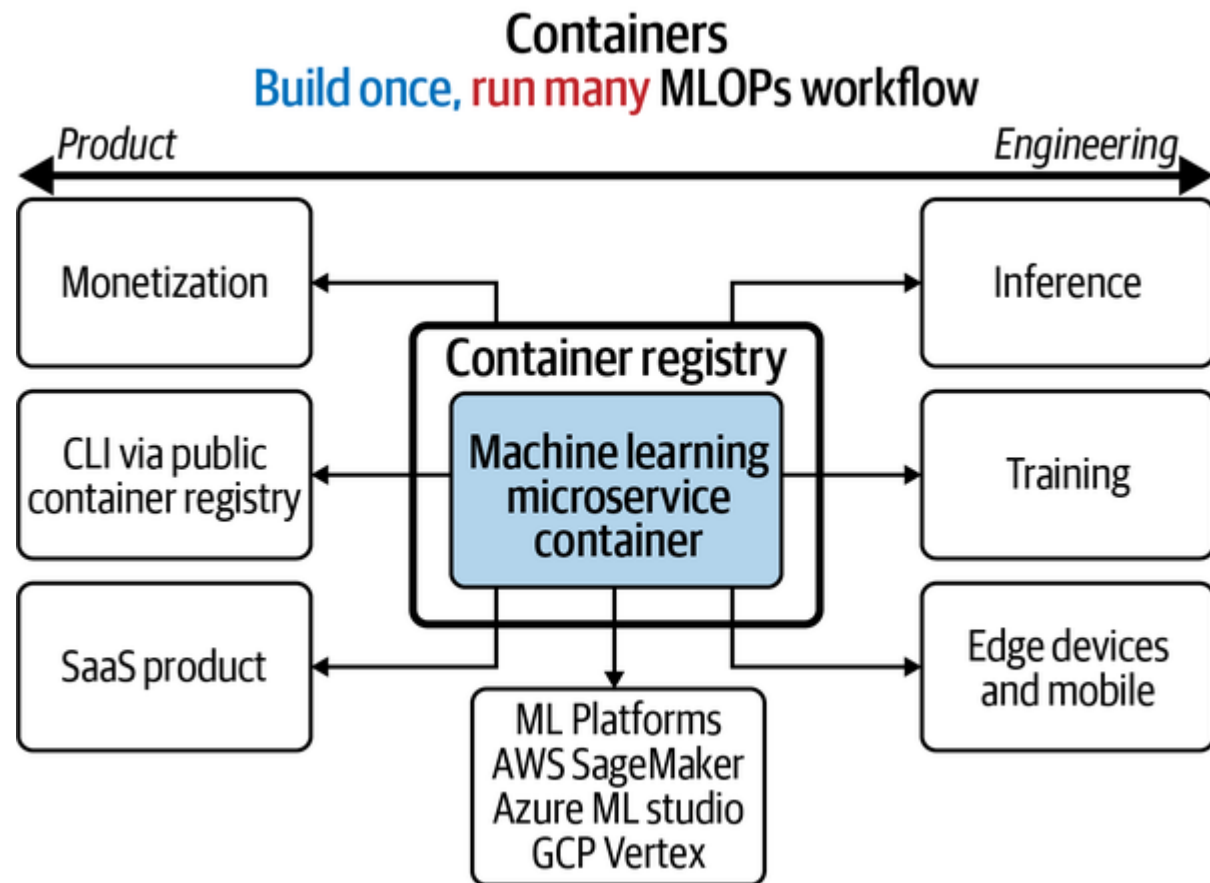 Containers
Build once, run many MLOPs workflow
Product
Engineering
Monetization
Inference
Container registry
CLI via public
container registry
Machine learning
microservice
container
Training
SaaS product
Edge devices
and mobile
ML Platforms
AWS SageMaker
Azure ML studio
GCP Vertex